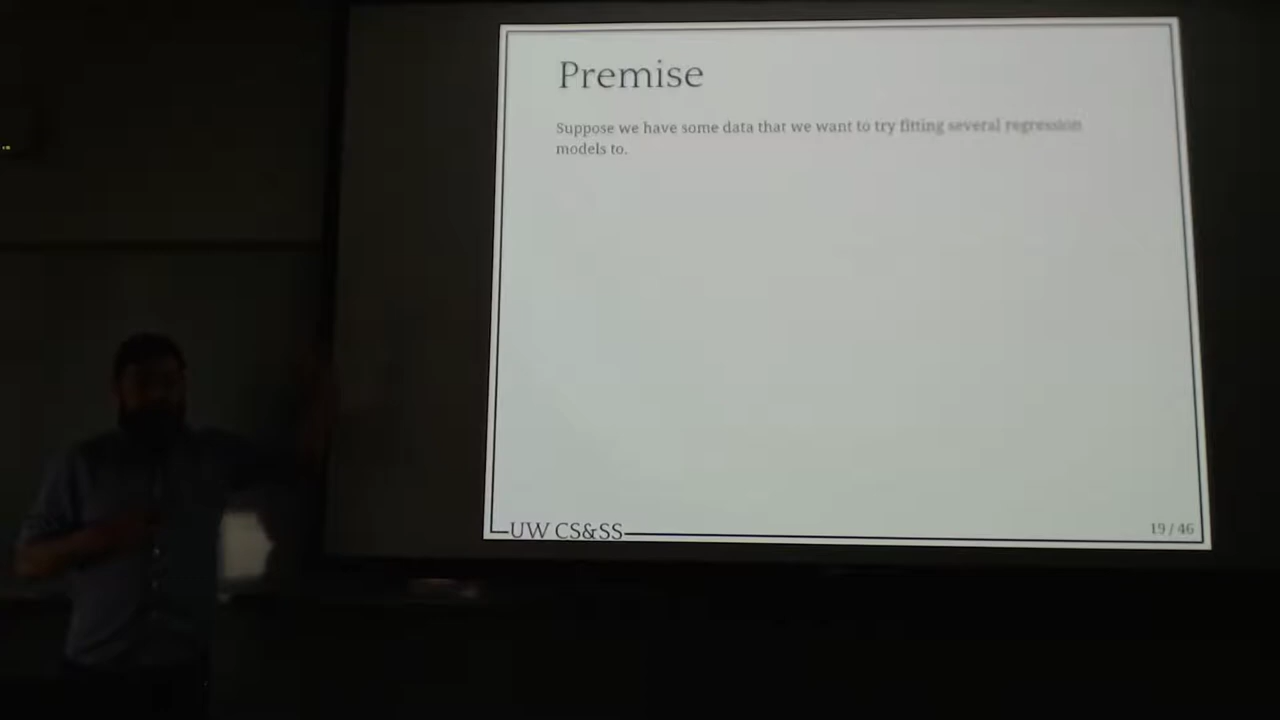 Premise
Suppose we have some data that we want to try fitting several regression
models to.
UW CS&SS
19 / 46